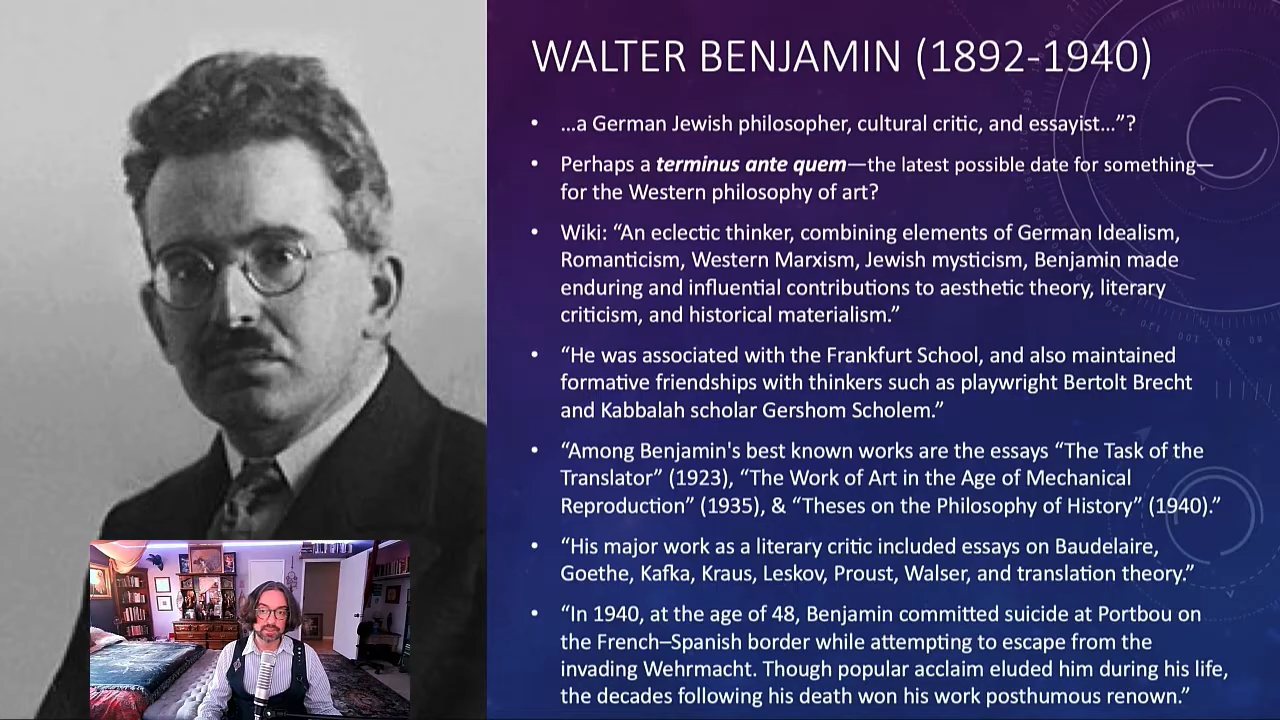 WALTER BENJAMIN (1892-1940)
• …a German Jewish philosopher, cultural critic, and essayist…”?
• Perhaps a terminus ante quem—the latest possible date for something—
for the Western philosophy of art?
• Wiki: “An eclectic thinker, combining elements of German Idealism,
Romanticism, Western Marxism, Jewish mysticism, Benjamin made
enduring and influential contributions to aesthetic theory, literary
criticism, and historical materialism.”
• “He was associated with the Frankfurt School, and also maintained
formative friendships with thinkers such as playwright Bertolt Brecht
and Kabbalah scholar Gershom Scholem.”
• “Among Benjamin's best known works are the essays “The Task of the
Translator” (1923), “The Work of Art in the Age of Mechanical
Reproduction” (1935), & “Theses on the Philosophy of History” (1940).”
• “His major work as a literary critic included essays on Baudelaire,
Goethe, Kafka, Kraus, Leskov, Proust, Walser, and translation theory.”
• “In 1940, at the age of 48, Benjamin committed suicide at Portbou on
the French–Spanish border while attempting to escape from the
invading Wehrmacht. Though popular acclaim eluded him during his life,
the decades following his death won his work posthumous renown.”